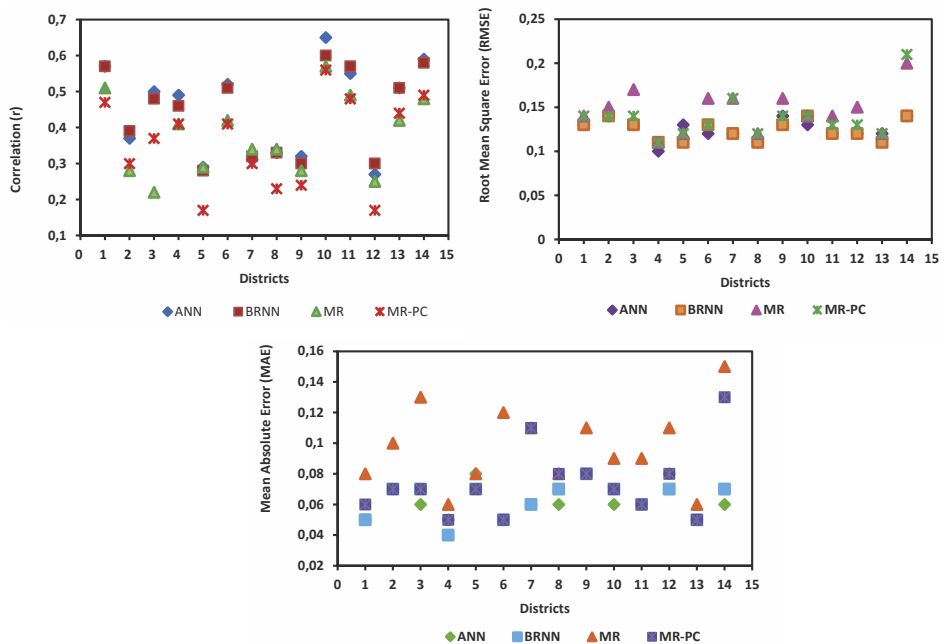 Correlation (r)
0,7
0,6
0,5
0,4
0,3
0,2
0,1
0 1 2 3 4 5 6 7 8 9 10 11 12 13 14 15
Districts
ANN BRNN MR MR-PC
Root Mean Square Error (RMSE)
0,25
0,2
0,15
0,1
0,05
0
0 1 2 3 4 5 6 7 8 9 10 11 12 13 14 15
Districts
ANN BRNN MR MR-PC
Mean Absolute Error (MAE)
0,16
0,14
0,12
0,1
0,08
0,06
0,04
0,02
0 1 2 3 4 5 6 7 8 9 10 11 12 13 14 15
Districts
ANN BRNN MR MR-PC